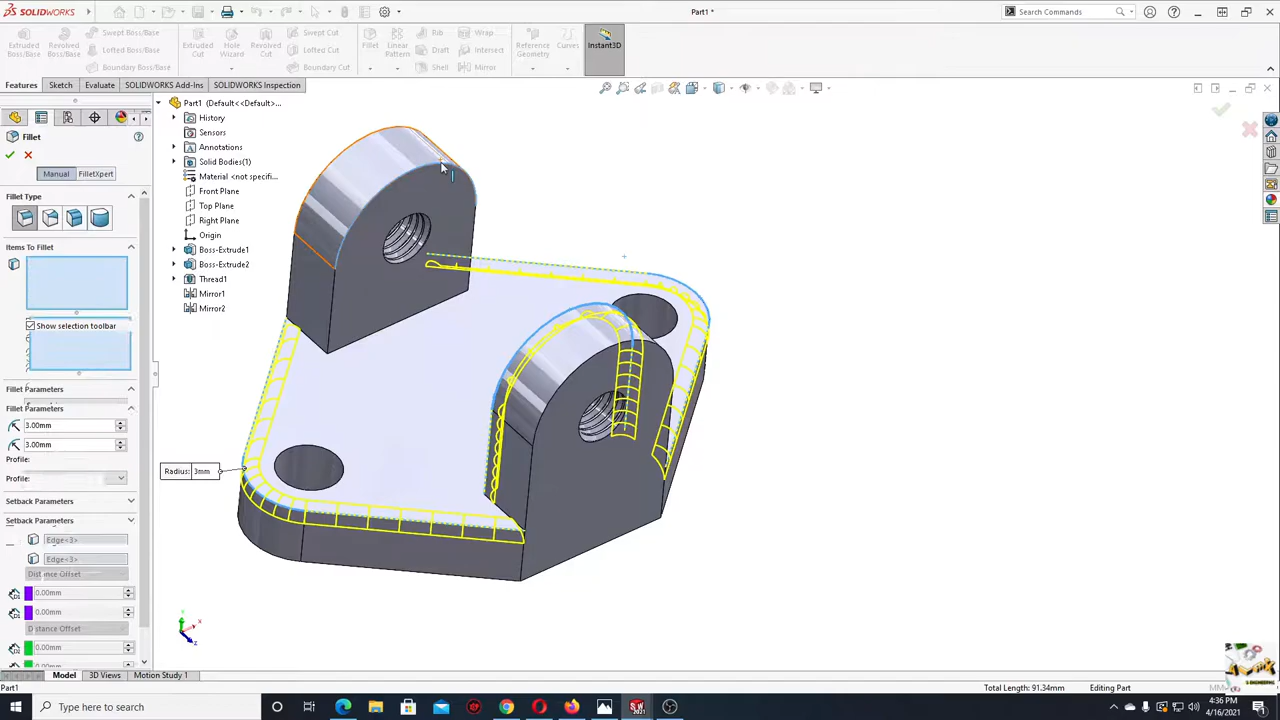 SOLIDWORKS
Part1 *
Search Commands
Extruded Boss/Base
Revolved Boss/Base
Swept Boss/Base
Lofted Boss/Base
Boundary Boss/Base
Extruded Cut
Hole Wizard
Revolved Cut
Swept Cut
Lofted Cut
Boundary Cut
Fillet
Linear Pattern
Rib
Draft
Shell
Wrap
Intersect
Mirror
Reference Geometry
Curves
Instant3D
Features
Sketch
Evaluate
SOLIDWORKS Add-Ins
SOLIDWORKS Inspection
Part1 (Default<<Default>...
History
Sensors
Annotations
Solid Bodies(1)
Material <not specifi...
Front Plane
Top Plane
Right Plane
Origin
Boss-Extrude1
Boss-Extrude2
Thread1
Mirror1
Mirror2
Fillet
Manual
FilletXpert
Fillet Type
Items To Fillet
Show selection toolbar
Fillet Parameters
Fillet Parameters
3.00mm
3.00mm
Profile:
Profile:
Setback Parameters
Setback Parameters
Edge<3>
Edge<3>
Distance Offset
0.00mm
0.00mm
Distance Offset
0.00mm
Radius: 3mm
Model
3D Views
Motion Study 1
Part1
Total Length: 91.34mm
Editing Part
Type here to search
SW
2021
4:36 PM
4/16/2021